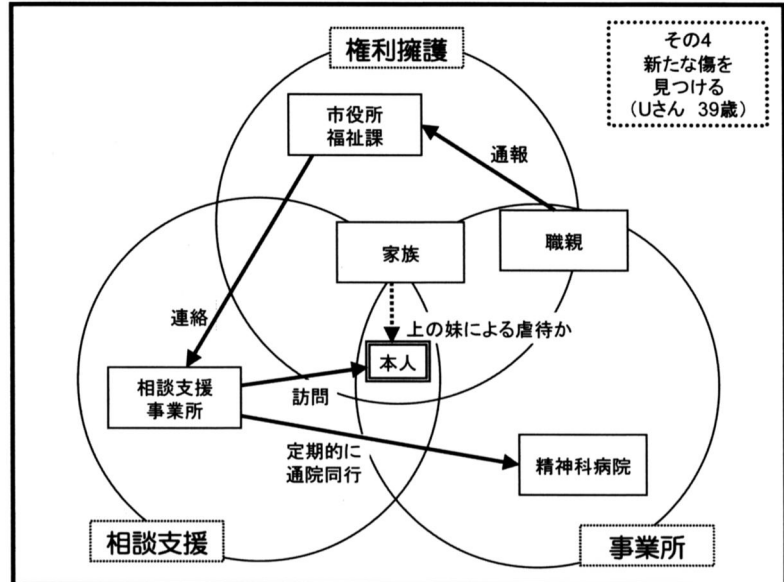 権利擁護
その4
新たな傷を
見つける
（Uさん 39歳）
市役所
福祉課
通報
職親
家族
連絡
上の妹による虐待か
本人
相談支援
事業所
訪問
定期的に
通院同行
精神科病院
相談支援
事業所